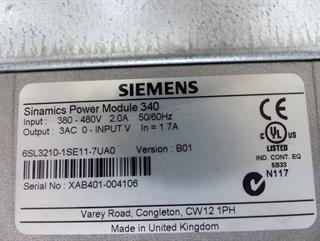 SIEMENS
Sinamics Power Module 340
Input : 380 - 480V 2.0A 50/60Hz
Output : 3AC 0 - INPUT V In = 1.7A
6SL3210-1SE11-7UA0 Version : B01
Serial No : XAB401-004106
CE
UL
LISTED
IND. CONT. EQ
5B33
N117
Varey Road, Congleton, CW12 1PH
Made in United Kingdom